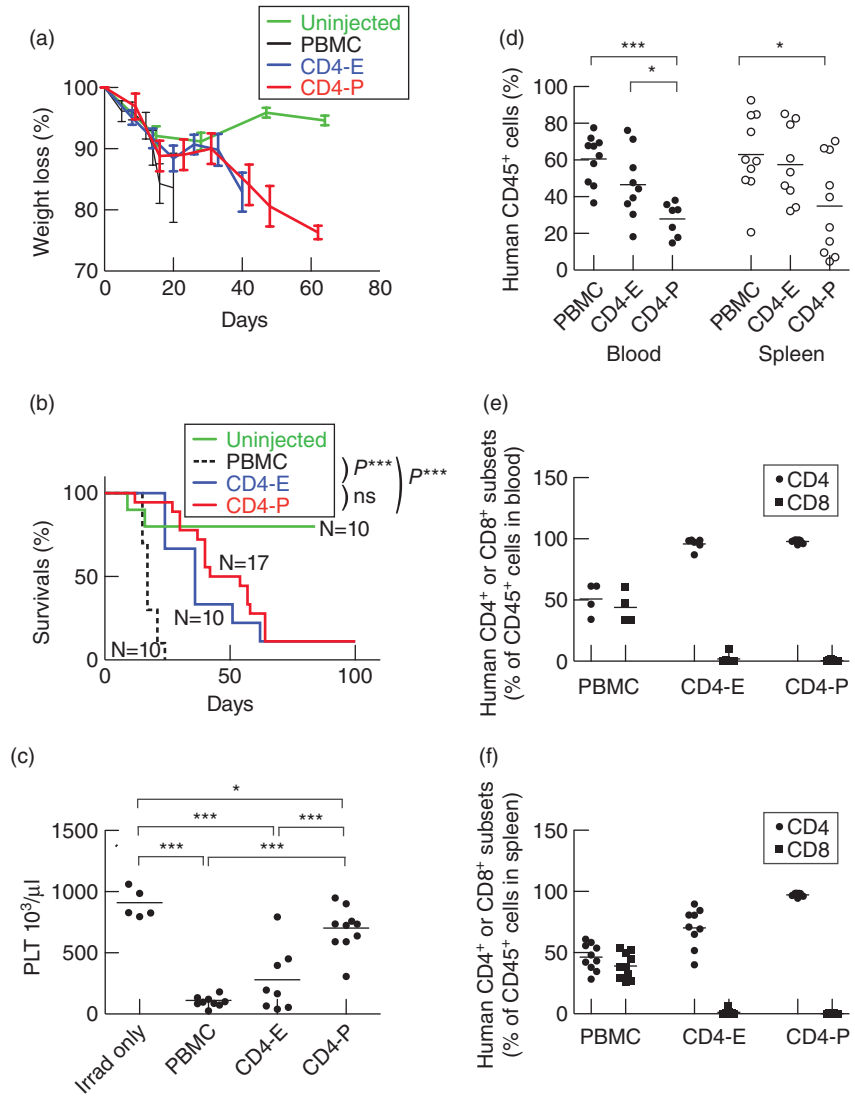 (a)
Uninjected
PBMC
CD4-E
CD4-P
Weight loss (%)
100
90
80
70
0
20
40
60
80
Days
(b)
Uninjected
PBMC
CD4-E
CD4-P
) P***
) ns
) P***
Survivals (%)
100
50
0
N=10
N=17
N=10
N=10
0
50
100
Days
(c)
PLT 10³/µl
1500
1000
500
0
*
*** ***
*** ***
Irrad only
PBMC
CD4-E
CD4-P
(d)
Human CD45⁺ cells (%)
100
80
60
40
20
0
*** *
*
PBMC
CD4-E
CD4-P
PBMC
CD4-E
CD4-P
Blood Spleen
(e)
Human CD4⁺ or CD8⁺ subsets
(% of CD45⁺ cells in blood)
150
100
50
0
CD4
CD8
PBMC CD4-E CD4-P
(f)
Human CD4⁺ or CD8⁺ subsets
(% of CD45⁺ cells in spleen)
150
100
50
0
CD4
CD8
PBMC CD4-E CD4-P